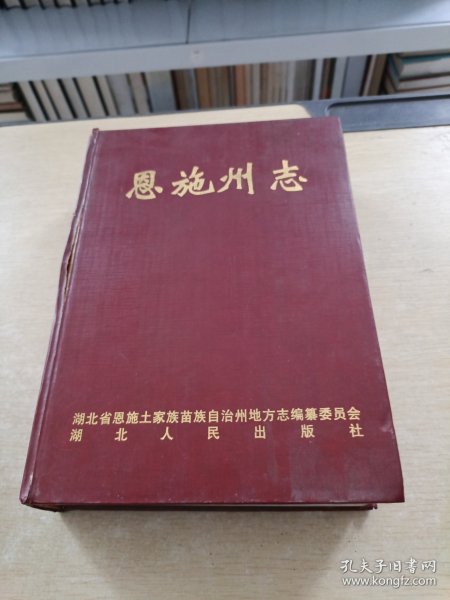 恩施州志
湖北省恩施土家族苗族自治州地方志编纂委员会
湖北人民出版社
孔夫子旧书网
www.kongfz.com